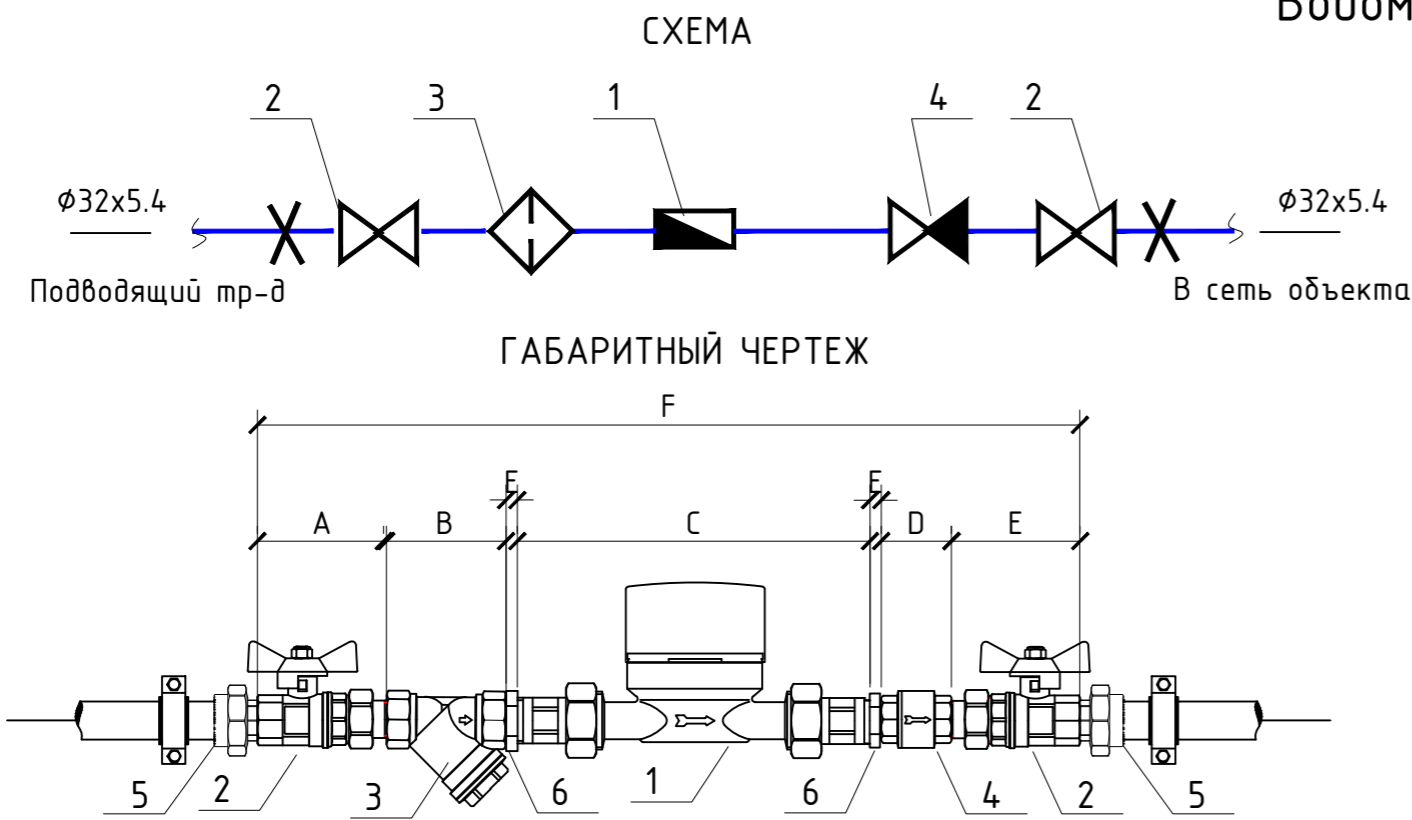 СХЕМА
2 3 1 4 2
Ф32х5.4 Ф32х5.4
Подводящий тр-д В сеть объекта
ГАБАРИТНЫЙ ЧЕРТЕЖ
F
E E
A B C D E
5 2 3 6 1 6 4 2 5